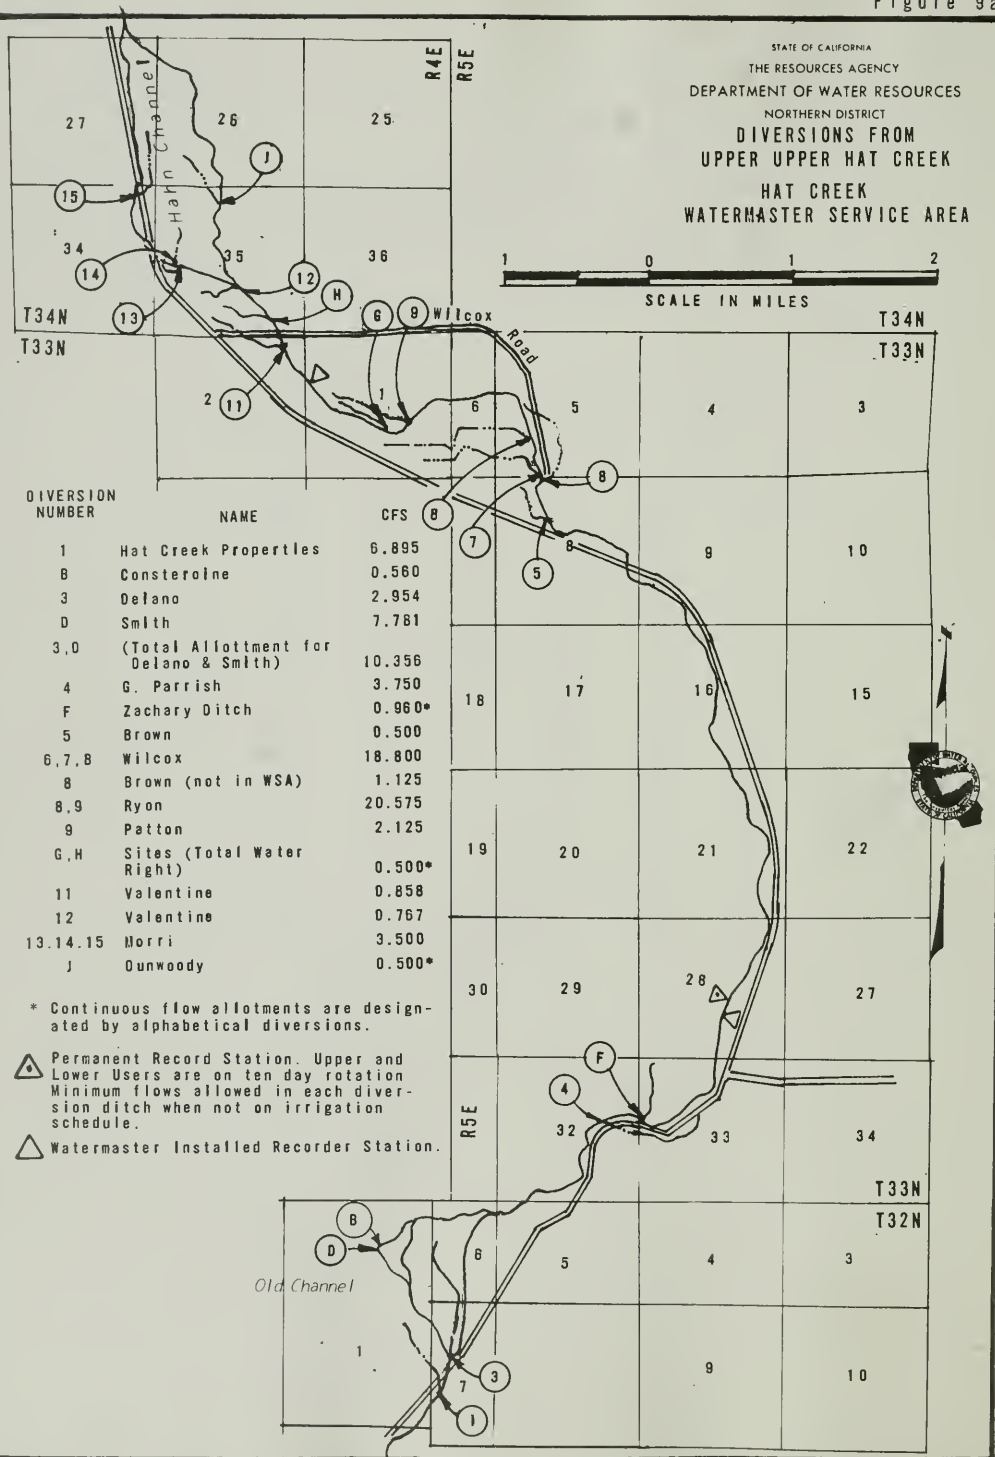 Figure 9a
STATE OF CALIFORNIA
THE RESOURCES AGENCY
DEPARTMENT OF WATER RESOURCES
NORTHERN DISTRICT
DIVERSIONS FROM
UPPER UPPER HAT CREEK
HAT CREEK
WATERMASTER SERVICE AREA
1 0 1 2
SCALE IN MILES
R4E R5E
27 26 25
Hahn Channel
J
15
34 35 36
14 12
H
13 G 9 Wilcox Road
T34N T34N
T33N T33N
2 11 1 6 5 4 3
8
8 7 5 8 9 10
DIVERSION NUMBER NAME CFS
1 Hat Creek Properties 6.895
B Consteroine 0.560
3 Delano 2.954
D Smith 7.781
3,D (Total Allottment for
Delano & Smith) 10.356
4 G. Parrish 3.750
F Zachary Ditch 0.960*
5 Brown 0.500
6,7,8 Wilcox 18.800
8 Brown (not in WSA) 1.125
8,9 Ryon 20.575
9 Patton 2.125
G,H Sites (Total Water
Right) 0.500*
11 Valentine 0.858
12 Valentine 0.767
13.14.15 Morri 3.500
J Dunwoody 0.500*
18 17 16 15
19 20 21 22
30 29 28 27
* Continuous flow allotments are design-
ated by alphabetical diversions.
Permanent Record Station. Upper and
Lower Users are on ten day rotation
Minimum flows allowed in each diver-
sion ditch when not on irrigation
schedule.
Watermaster Installed Recorder Station.
F
4
R5E
32 33 34
T33N
T32N
B
D
6 5 4 3
Old Channel
1
3
7 9 10
1